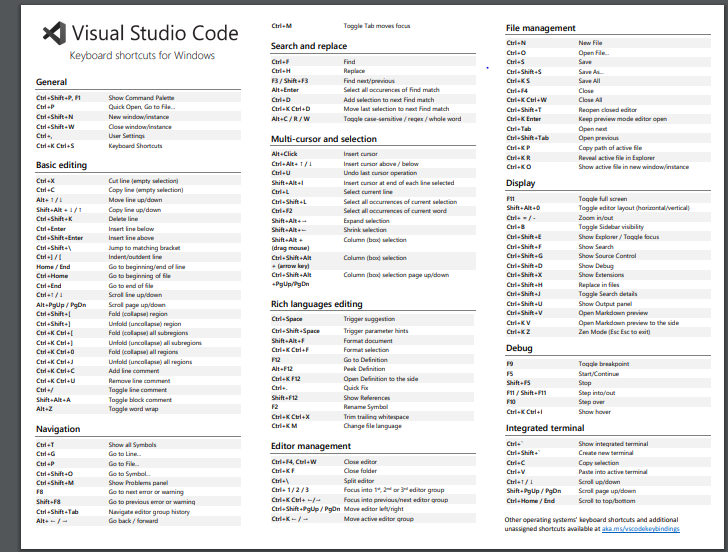 Visual Studio Code
Keyboard shortcuts for Windows
General
Ctrl+Shift+P, F1 Show Command Palette
Ctrl+P Quick Open, Go to File...
Ctrl+Shift+N New window/instance
Ctrl+Shift+W Close window/instance
Ctrl+, User Settings
Ctrl+K Ctrl+S Keyboard Shortcuts
Basic editing
Ctrl+X Cut line (empty selection)
Ctrl+C Copy line (empty selection)
Alt+ ↑ / ↓ Move line up/down
Shift+Alt + ↓ / ↑ Copy line up/down
Ctrl+Shift+K Delete line
Ctrl+Enter Insert line below
Ctrl+Shift+Enter Insert line above
Ctrl+Shift+\ Jump to matching bracket
Ctrl+] / [ Indent/outdent line
Home / End Go to beginning/end of line
Ctrl+Home Go to beginning of file
Ctrl+End Go to end of file
Ctrl+↑ / ↓ Scroll line up/down
Alt+PgUp / PgDn Scroll page up/down
Ctrl+Shift+[ Fold (collapse) region
Ctrl+Shift+] Unfold (uncollapse) region
Ctrl+K Ctrl+[ Fold (collapse) all subregions
Ctrl+K Ctrl+] Unfold (uncollapse) all subregions
Ctrl+K Ctrl+0 Fold (collapse) all regions
Ctrl+K Ctrl+J Unfold (uncollapse) all regions
Ctrl+K Ctrl+C Add line comment
Ctrl+K Ctrl+U Remove line comment
Ctrl+/ Toggle line comment
Shift+Alt+A Toggle block comment
Alt+Z Toggle word wrap
Navigation
Ctrl+T Show all Symbols
Ctrl+G Go to Line...
Ctrl+P Go to File...
Ctrl+Shift+O Go to Symbol...
Ctrl+Shift+M Show Problems panel
F8 Go to next error or warning
Shift+F8 Go to previous error or warning
Ctrl+Shift+Tab Navigate editor group history
Alt+ ← / → Go back / forward
Ctrl+M Toggle Tab moves focus
Search and replace
Ctrl+F Find
Ctrl+H Replace
F3 / Shift+F3 Find next/previous
Alt+Enter Select all occurences of Find match
Ctrl+D Add selection to next Find match
Ctrl+K Ctrl+D Move last selection to next Find match
Alt+C / R / W Toggle case-sensitive / regex / whole word
Multi-cursor and selection
Alt+Click Insert cursor
Ctrl+Alt+ ↑ / ↓ Insert cursor above / below
Ctrl+U Undo last cursor operation
Shift+Alt+I Insert cursor at end of each line selected
Ctrl+L Select current line
Ctrl+Shift+L Select all occurrences of current selection
Ctrl+F2 Select all occurrences of current word
Shift+Alt+→ Expand selection
Shift+Alt+← Shrink selection
Shift+Alt + Column (box) selection
(drag mouse)
Ctrl+Shift+Alt Column (box) selection
+ (arrow key)
Ctrl+Shift+Alt Column (box) selection page up/down
+PgUp/PgDn
Rich languages editing
Ctrl+Space Trigger suggestion
Ctrl+Shift+Space Trigger parameter hints
Shift+Alt+F Format document
Ctrl+K Ctrl+F Format selection
F12 Go to Definition
Alt+F12 Peek Definition
Ctrl+K F12 Open Definition to the side
Ctrl+. Quick Fix
Shift+F12 Show References
F2 Rename Symbol
Ctrl+K Ctrl+X Trim trailing whitespace
Ctrl+K M Change file language
Editor management
Ctrl+F4, Ctrl+W Close editor
Ctrl+K F Close folder
Ctrl+\ Split editor
Ctrl+ 1 / 2 / 3 Focus into 1st, 2nd or 3rd editor group
Ctrl+K Ctrl+ ←/→ Focus into previous/next editor group
Ctrl+Shift+PgUp / PgDn Move editor left/right
Ctrl+K ← / → Move active editor group
File management
Ctrl+N New File
Ctrl+O Open File...
Ctrl+S Save
Ctrl+Shift+S Save As...
Ctrl+K S Save All
Ctrl+F4 Close
Ctrl+K Ctrl+W Close All
Ctrl+Shift+T Reopen closed editor
Ctrl+K Enter Keep preview mode editor open
Ctrl+Tab Open next
Ctrl+Shift+Tab Open previous
Ctrl+K P Copy path of active file
Ctrl+K R Reveal active file in Explorer
Ctrl+K O Show active file in new window/instance
Display
F11 Toggle full screen
Shift+Alt+0 Toggle editor layout (horizontal/vertical)
Ctrl+ = / - Zoom in/out
Ctrl+B Toggle Sidebar visibility
Ctrl+Shift+E Show Explorer / Toggle focus
Ctrl+Shift+F Show Search
Ctrl+Shift+G Show Source Control
Ctrl+Shift+D Show Debug
Ctrl+Shift+X Show Extensions
Ctrl+Shift+H Replace in files
Ctrl+Shift+J Toggle Search details
Ctrl+Shift+U Show Output panel
Ctrl+Shift+V Open Markdown preview
Ctrl+K V Open Markdown preview to the side
Ctrl+K Z Zen Mode (Esc Esc to exit)
Debug
F9 Toggle breakpoint
F5 Start/Continue
Shift+F5 Stop
F11 / Shift+F11 Step into/out
F10 Step over
Ctrl+K Ctrl+I Show hover
Integrated terminal
Ctrl+` Show integrated terminal
Ctrl+Shift+` Create new terminal
Ctrl+C Copy selection
Ctrl+V Paste into active terminal
Ctrl+↑ / ↓ Scroll up/down
Shift+PgUp / PgDn Scroll page up/down
Ctrl+Home / End Scroll to top/bottom
Other operating systems' keyboard shortcuts and additional
unassigned shortcuts available at aka.ms/vscodekeybindings